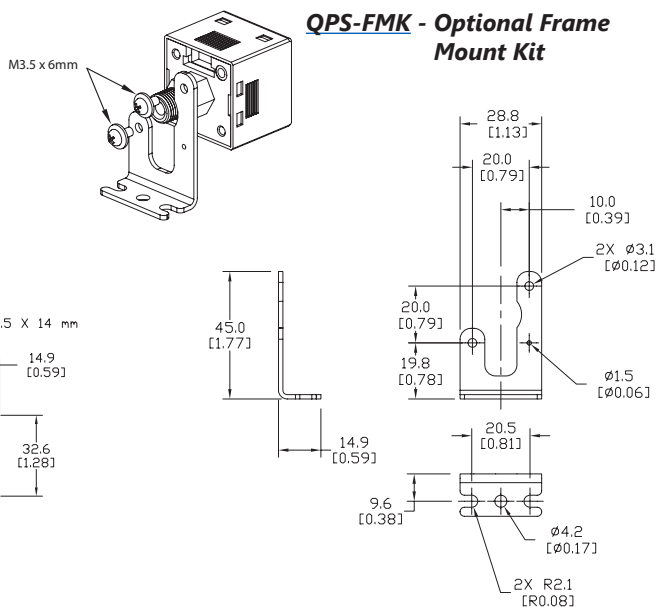 QPS-FMK - Optional Frame
Mount Kit
M3.5 x 6mm
28.8
[1.13]
20.0
[0.79]
10.0
[0.39]
2X Ø3.1
[Ø0.12]
20.0
[0.79]
19.8
[0.78]
Ø1.5
[Ø0.06]
45.0
[1.77]
14.9
[0.59]
.5 X 14 mm
14.9
[0.59]
32.6
[1.28]
20.5
[0.81]
9.6
[0.38]
Ø4.2
[Ø0.17]
2X R2.1
[R0.08]